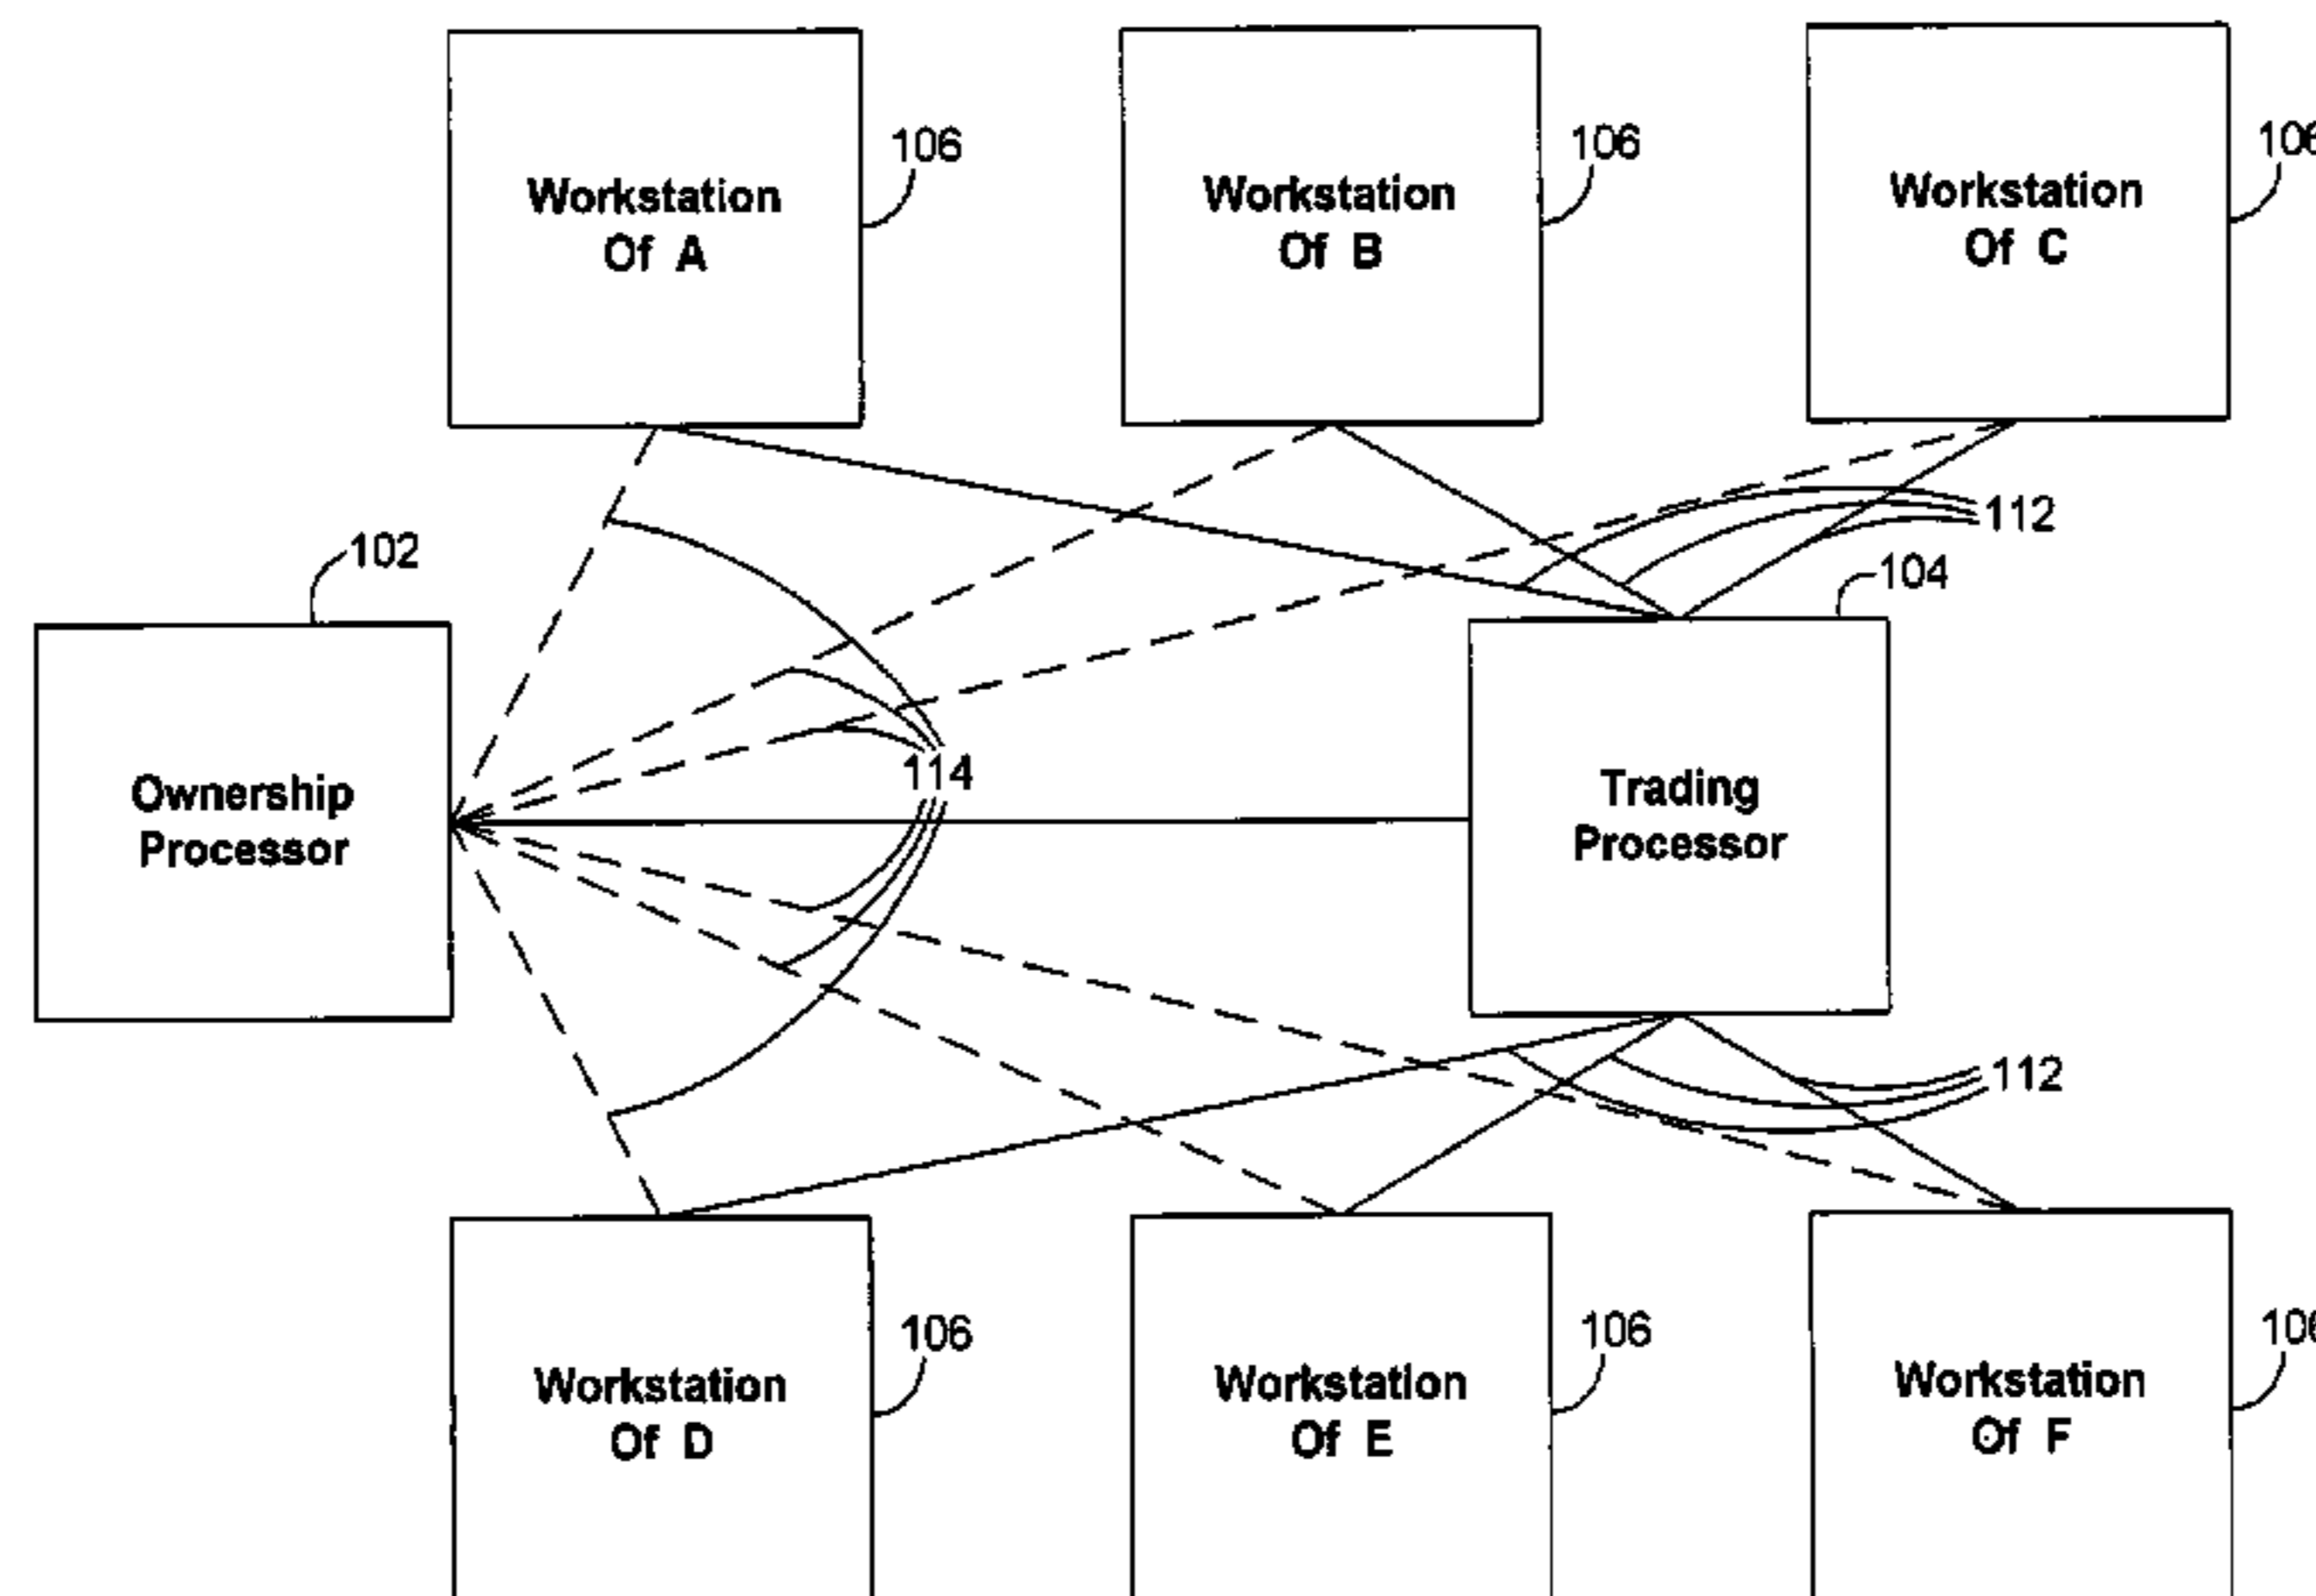 Workstation
Of A
106
Workstation
Of B
106
Workstation
Of C
106
112
102
104
Ownership
Processor
114
Trading
Processor
112
Workstation
Of D
106
Workstation
Of E
106
Workstation
Of F
106